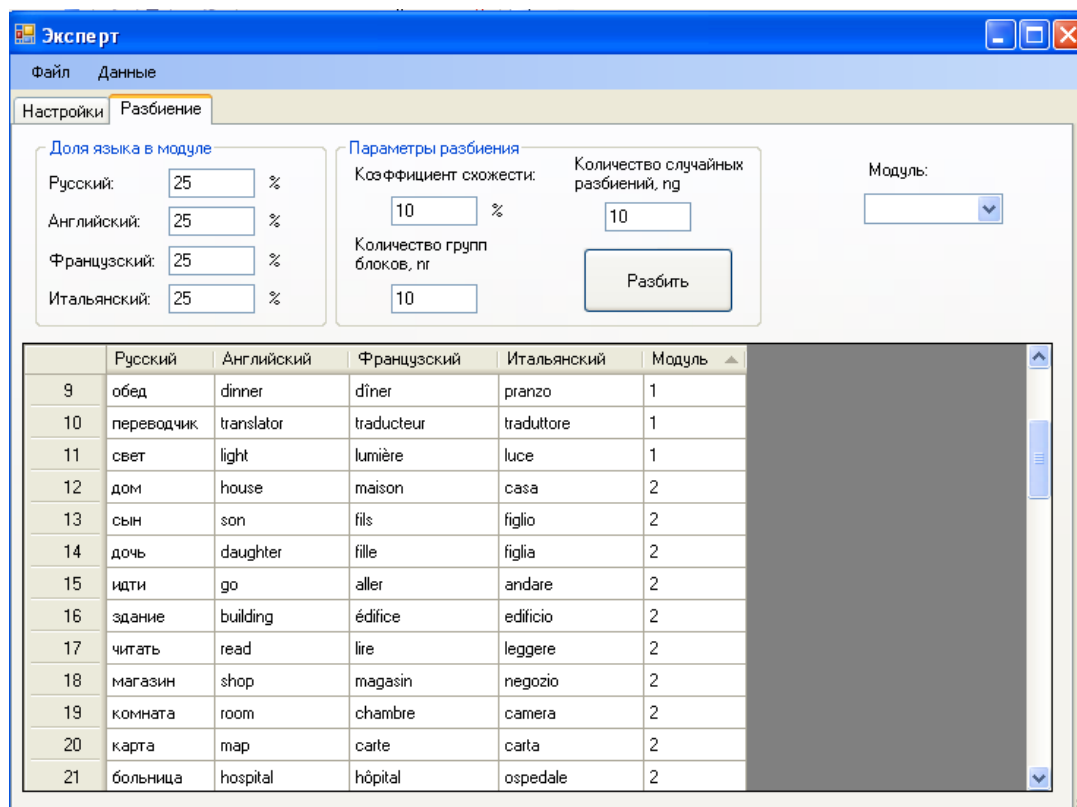 Эксперт
Файл Данные
Настройки Разбиение
Доля языка в модуле
Русский: 25 %
Английский: 25 %
Французский: 25 %
Итальянский: 25 %
Параметры разбиения
Коэффициент схожести:
10 %
Количество групп
блоков, nr
10
Количество случайных
разбиений, ng
10
Разбить
Модуль:
Русский Английский Французский Итальянский Модуль
9 обед dinner dîner pranzo 1
10 переводчик translator traducteur traduttore 1
11 свет light lumière luce 1
12 дом house maison casa 2
13 сын son fils figlio 2
14 дочь daughter fille figlia 2
15 идти go aller andare 2
16 здание building édifice edificio 2
17 читать read lire leggere 2
18 магазин shop magasin negozio 2
19 комната room chambre camera 2
20 карта map carte carta 2
21 больница hospital hôpital ospedale 2